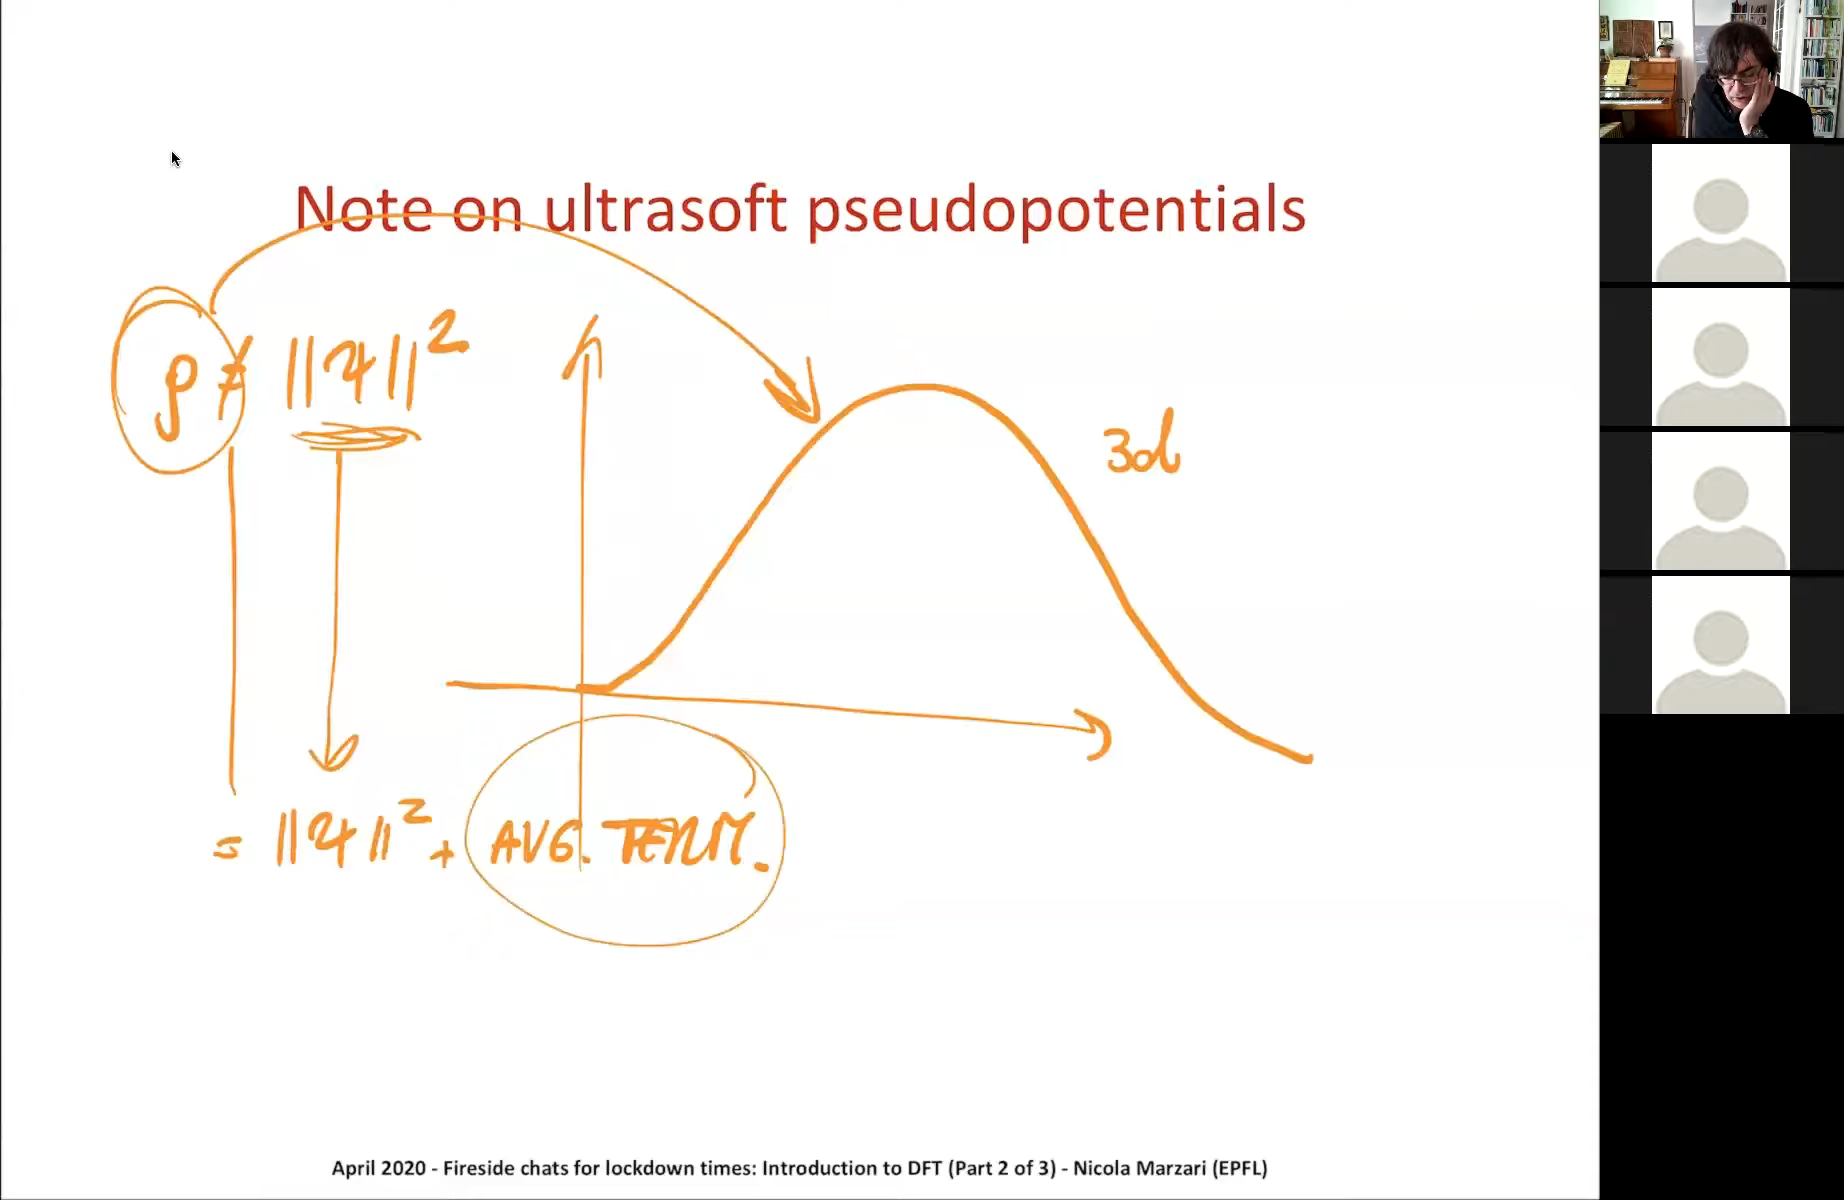 Note on ultrasoft pseudopotentials
ρ ≠ ||ψ||²
3d
= ||ψ||² + AVG. TERM.
April 2020 - Fireside chats for lockdown times: Introduction to DFT (Part 2 of 3) - Nicola Marzari (EPFL)